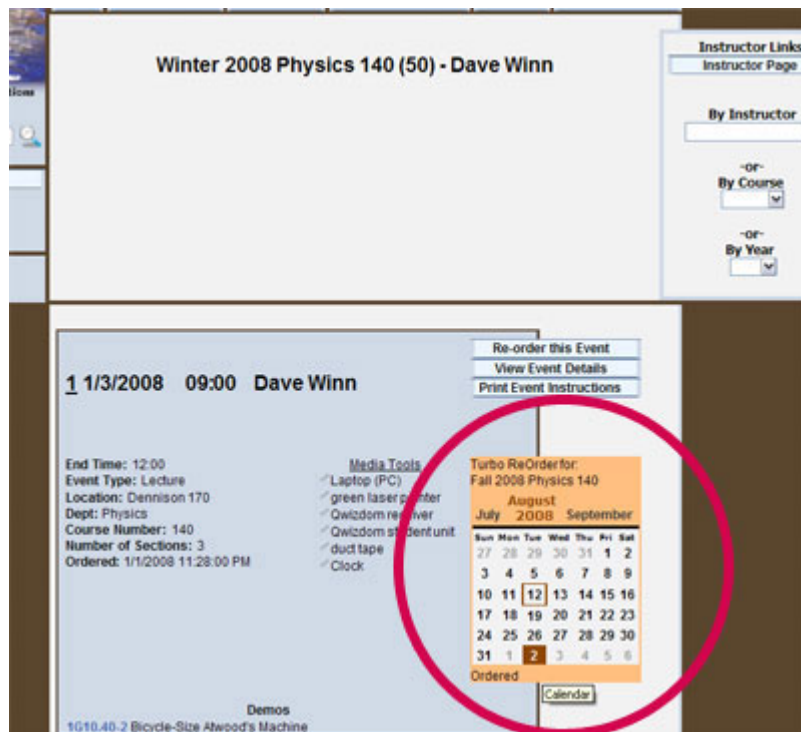 Winter 2008 Physics 140 (50) - Dave Winn
Instructor Links
Instructor Page
By Instructor
-or-
By Course
-or-
By Year
Re-order this Event
View Event Details
Print Event Instructions
1 1/3/2008 09:00 Dave Winn
End Time: 12:00
Event Type: Lecture
Location: Dennison 170
Dept: Physics
Course Number: 140
Number of Sections: 3
Ordered: 1/1/2008 11:28:00 PM
Media Tools
Laptop (PC)
green laser pointer
Qwizdom receiver
Qwizdom student unit
duct tape
Clock
Turbo ReOrder for:
Fall 2008 Physics 140
August
July 2008 September
Sun Mon Tue Wed Thu Fri Sat
27 28 29 30 31 1 2
3 4 5 6 7 8 9
10 11 12 13 14 15 16
17 18 19 20 21 22 23
24 25 26 27 28 29 30
31 1 2 3 4 5 6
Ordered
Calendar
Demos
1G10.40-2 Bicycle-Size Atwood's Machine